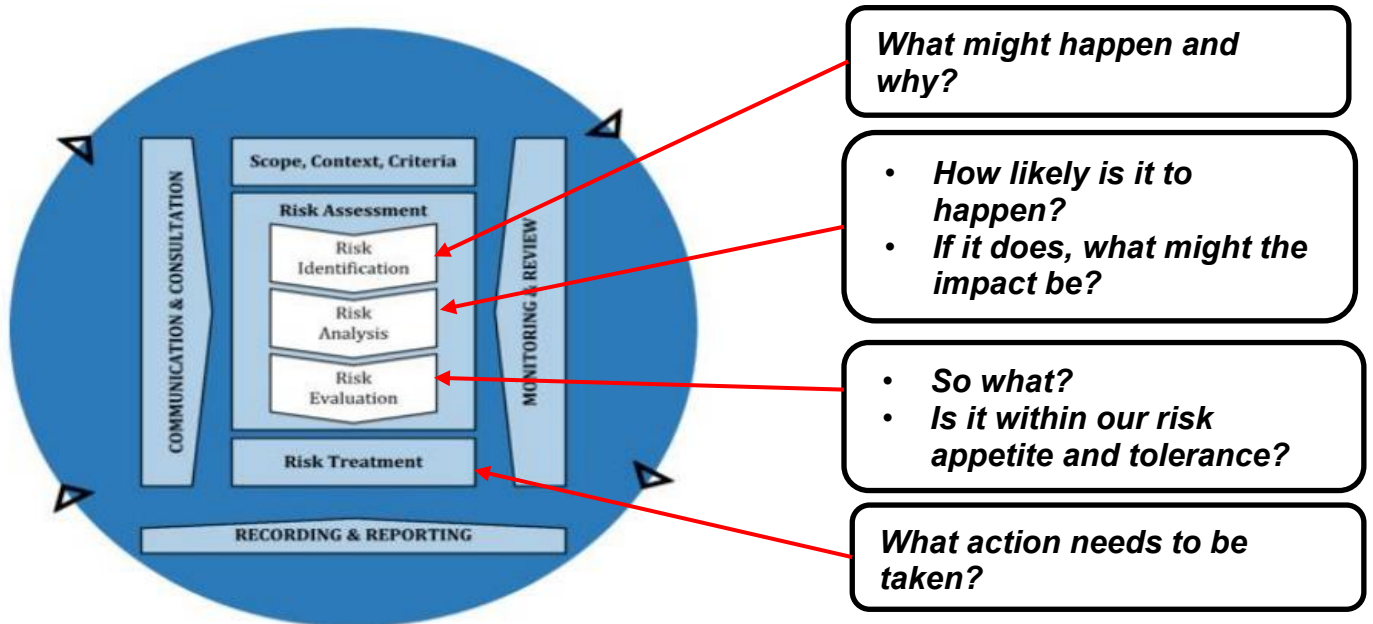 Scope, Context, Criteria
Risk Assessment
Risk
Identification
Risk
Analysis
Risk
Evaluation
Risk Treatment
COMMUNICATION & CONSULTATION
MONITORING & REVIEW
RECORDING & REPORTING
What might happen and
why?
• How likely is it to
happen?
• If it does, what might the
impact be?
• So what?
• Is it within our risk
appetite and tolerance?
What action needs to be
taken?